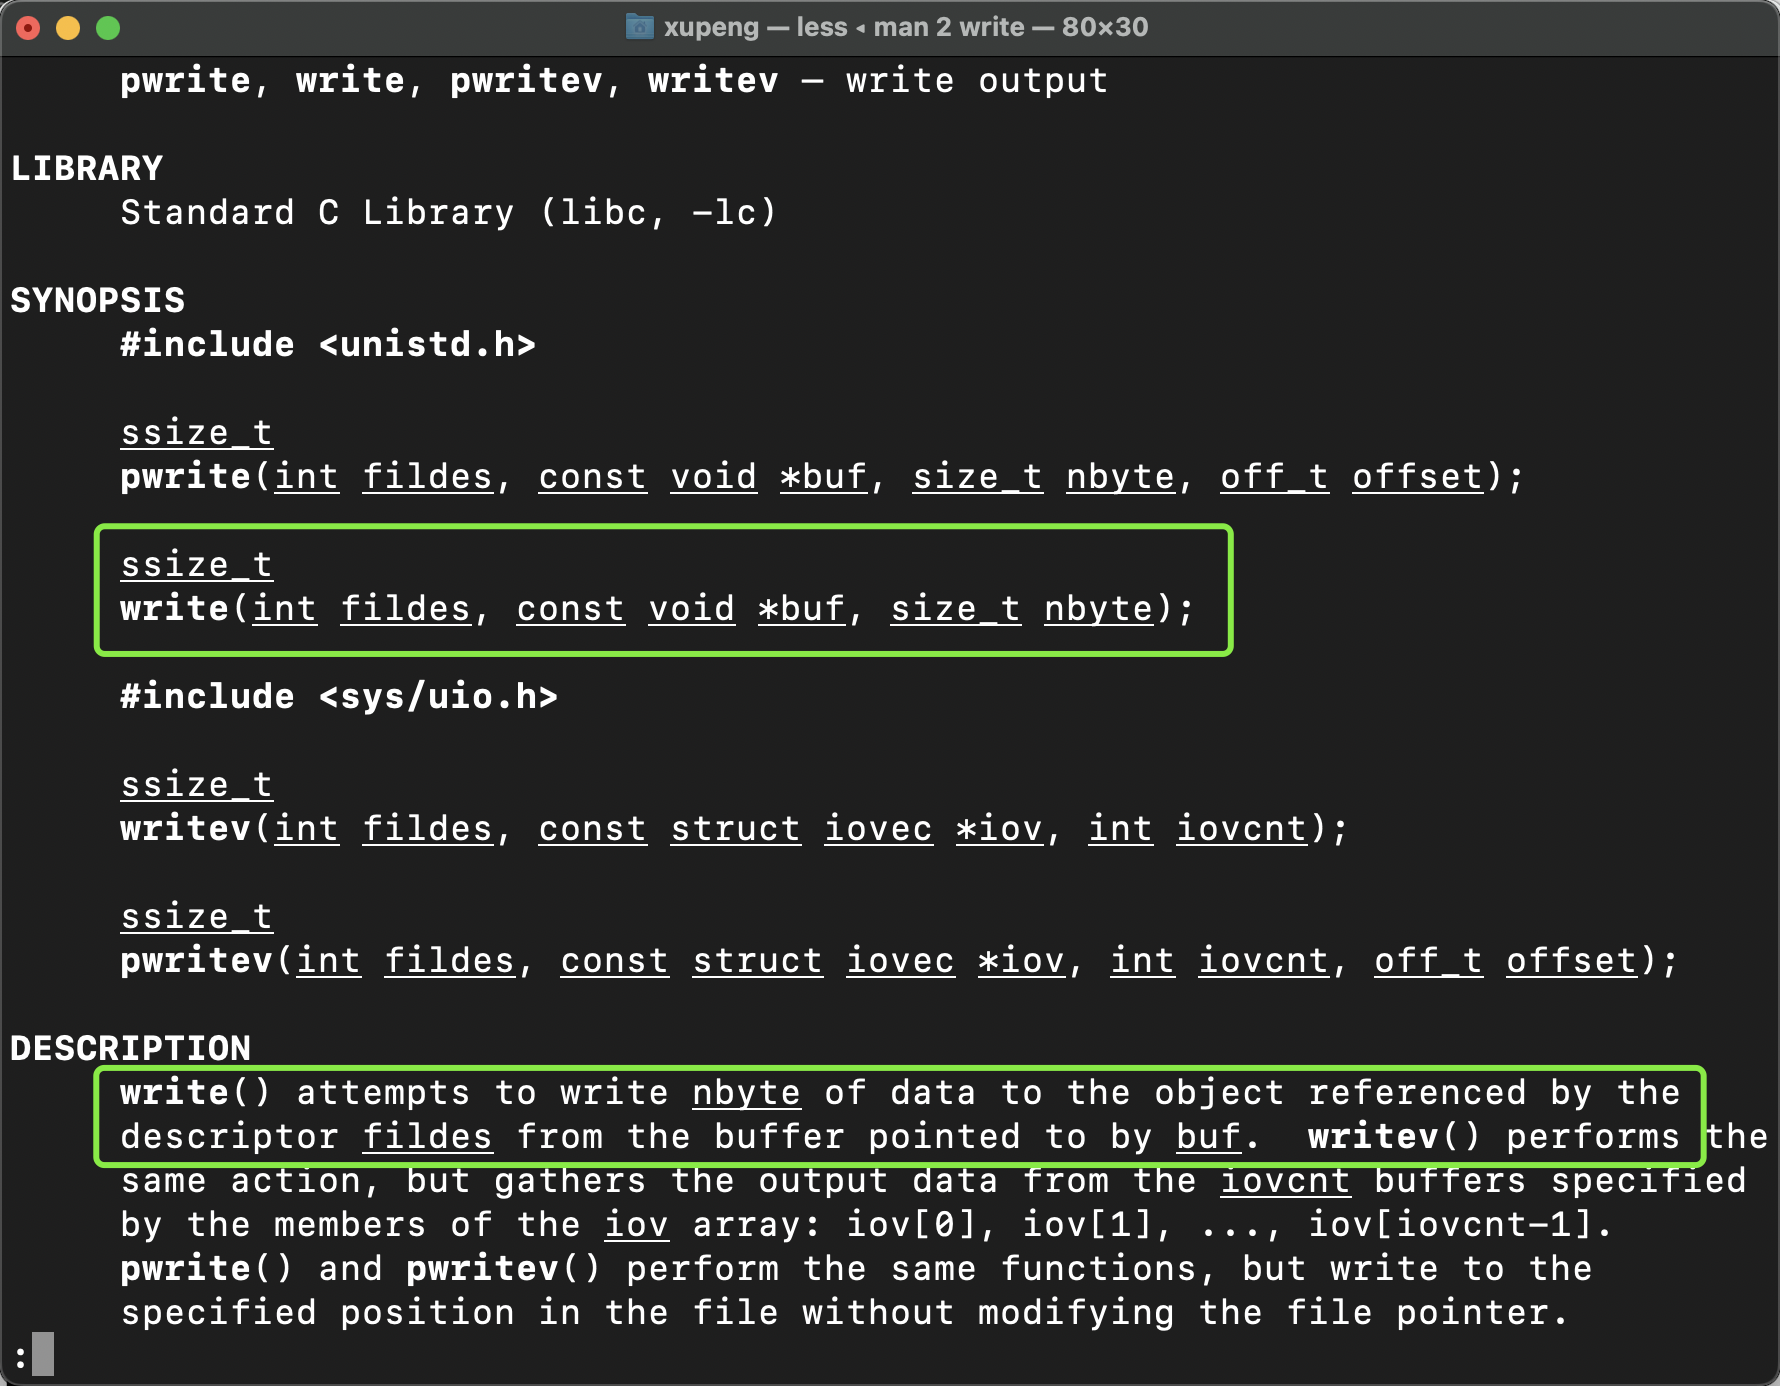 xupeng — less ◂ man 2 write — 80×30
pwrite, write, pwritev, writev – write output
LIBRARY
Standard C Library (libc, -lc)
SYNOPSIS
#include <unistd.h>
ssize_t
pwrite(int fildes, const void *buf, size_t nbyte, off_t offset);
ssize_t
write(int fildes, const void *buf, size_t nbyte);
#include <sys/uio.h>
ssize_t
writev(int fildes, const struct iovec *iov, int iovcnt);
ssize_t
pwritev(int fildes, const struct iovec *iov, int iovcnt, off_t offset);
DESCRIPTION
write() attempts to write nbyte of data to the object referenced by the
descriptor fildes from the buffer pointed to by buf.  writev() performs the
same action, but gathers the output data from the iovcnt buffers specified
by the members of the iov array: iov[0], iov[1], ..., iov[iovcnt-1].
pwrite() and pwritev() perform the same functions, but write to the
specified position in the file without modifying the file pointer.
: